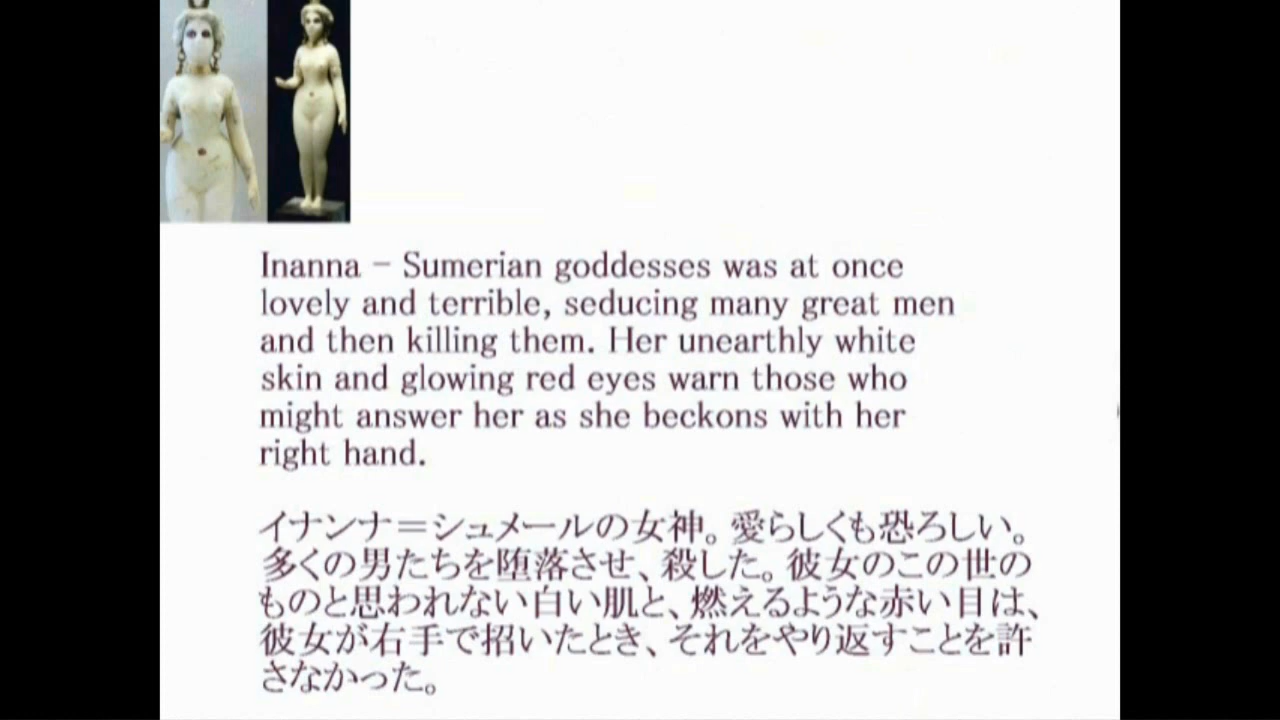 Inanna – Sumerian goddesses was at once
lovely and terrible, seducing many great men
and then killing them. Her unearthly white
skin and glowing red eyes warn those who
might answer her as she beckons with her
right hand.
イナンナ＝シュメールの女神。愛らしくも恐ろしい。
多くの男たちを堕落させ、殺した。彼女のこの世の
ものと思われない白い肌と、燃えるような赤い目は、
彼女が右手で招いたとき、それをやり返すことを許
さなかった。